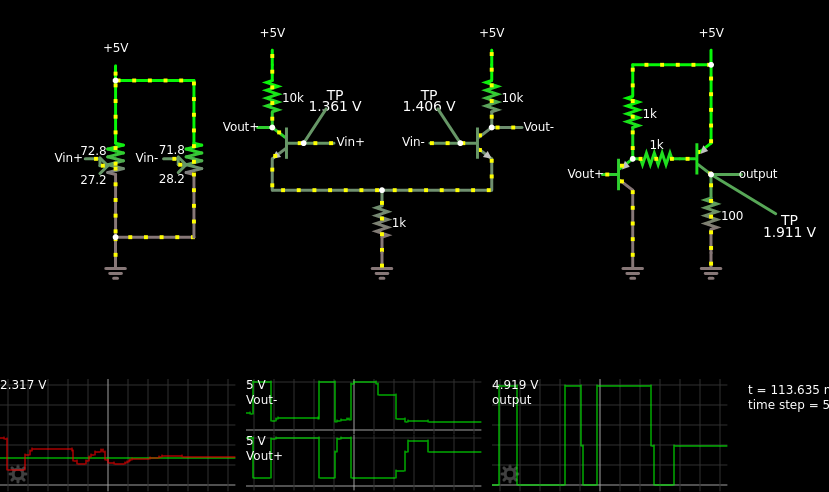 +5V
72.8
71.8
Vin+
Vin-
27.2
28.2
+5V
+5V
10k
TP
1.361 V
TP
1.406 V
10k
Vout+
Vin+
Vin-
Vout-
1k
+5V
1k
1k
Vout+
output
100
TP
1.911 V
2.317 V
5 V
Vout-
5 V
Vout+
4.919 V
output
t = 113.635
time step = 5